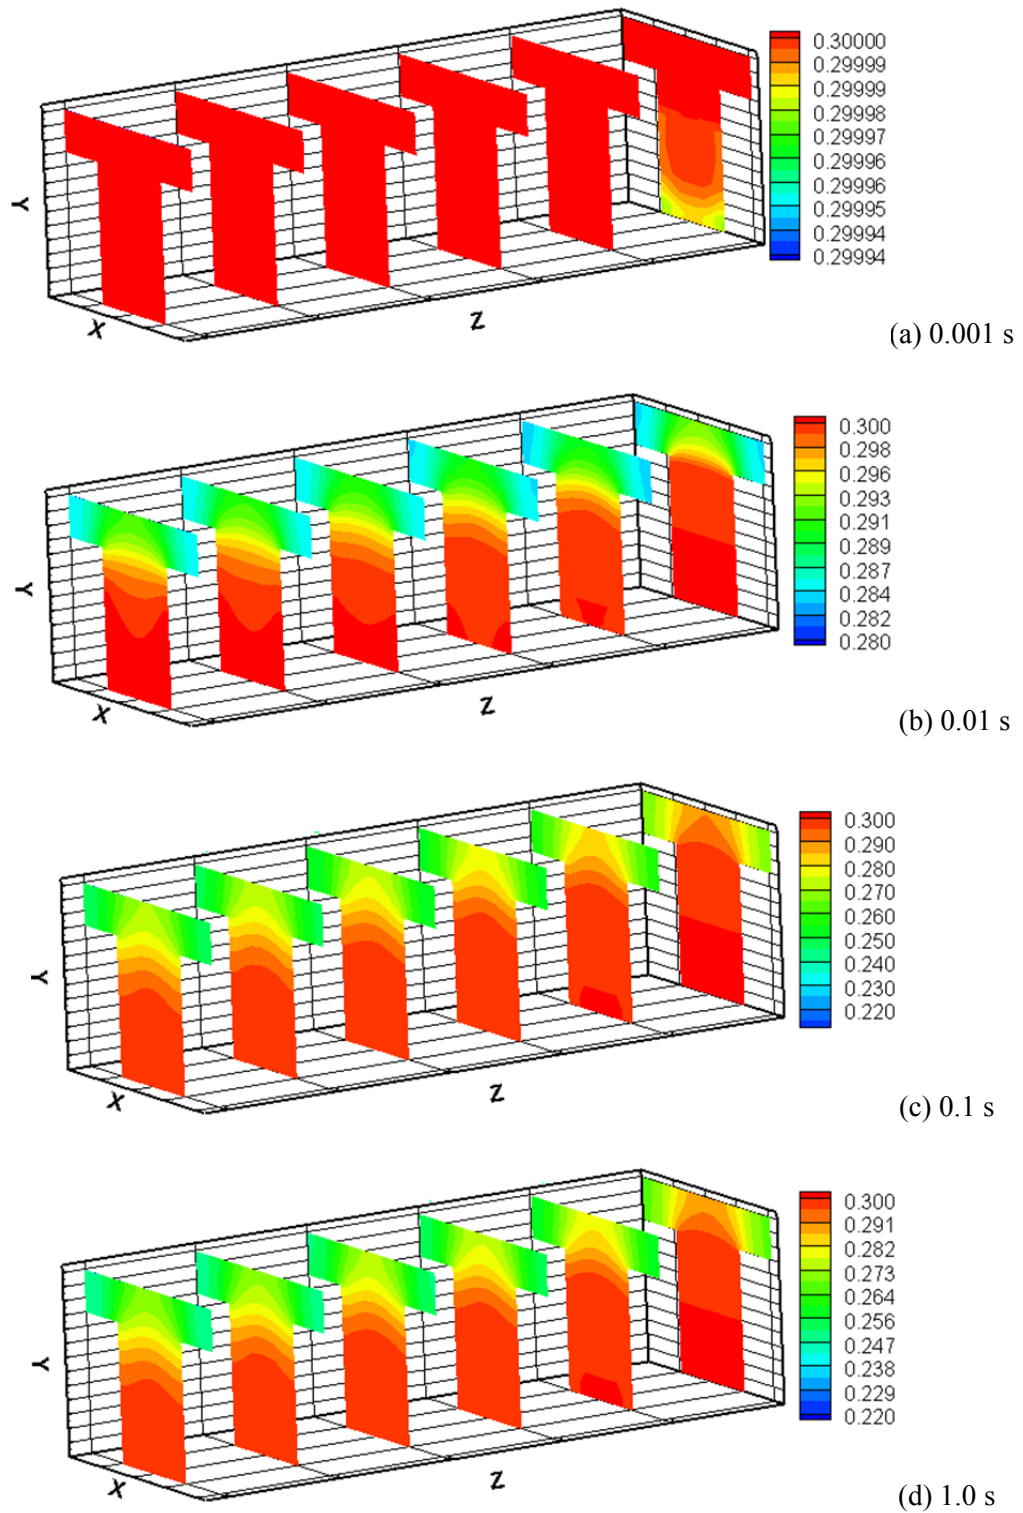 0.30000
0.29999
0.29999
0.29998
0.29997
0.29996
0.29996
0.29995
0.29994
0.29994
Y
X
Z
(a) 0.001 s
0.300
0.298
0.296
0.293
0.291
0.289
0.287
0.284
0.282
0.280
Y
X
Z
(b) 0.01 s
0.300
0.290
0.280
0.270
0.260
0.250
0.240
0.230
0.220
Y
X
Z
(c) 0.1 s
0.300
0.291
0.282
0.273
0.264
0.256
0.247
0.238
0.229
0.220
Y
X
Z
(d) 1.0 s